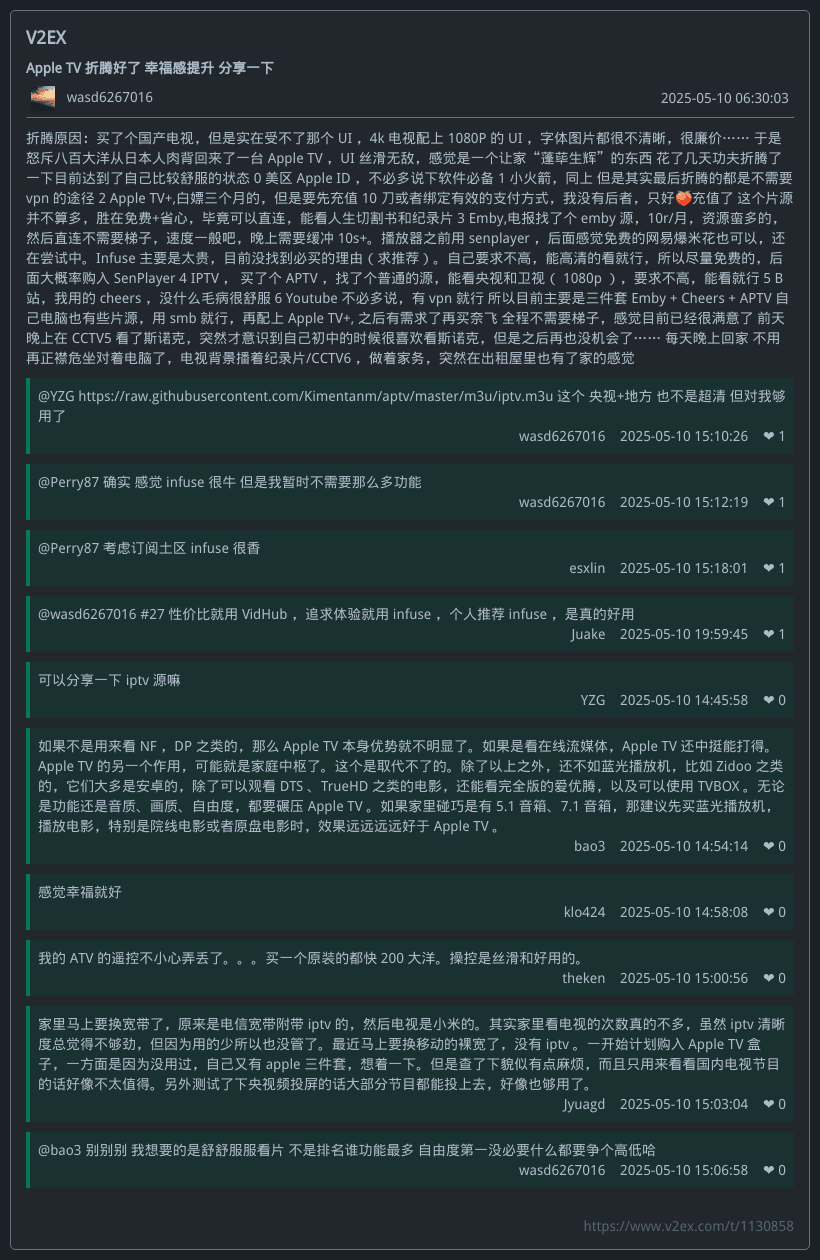 V2EX
Apple TV 折腾好了 幸福感提升 分享一下
wasd6267016
2025-05-10 06:30:03
折腾原因：买了个国产电视，但是实在受不了那个 UI ，4k 电视配上 1080P 的 UI ，字体图片都很不清晰，很廉价⋯⋯ 于是
怒斥八百大洋从日本人肉背回来了一台 Apple TV ，UI 丝滑无敌，感觉是一个让家“蓬荜生辉”的东西 花了几天功夫折腾了
一下目前达到了自己比较舒服的状态 0 美区 Apple ID ，不必多说下软件必备 1 小火箭，同上 但是其实最后折腾的都是不需要
vpn 的途径 2 Apple TV+,白嫖三个月的，但是要先充值 10 刀或者绑定有效的支付方式，我没有后者，只好🍑充值了 这个片源
并不算多，胜在免费+省心，毕竟可以直连，能看人生切割书和纪录片 3 Emby,电报找了个 emby 源，10r/月，资源蛮多的，
然后直连不需要梯子，速度一般吧，晚上需要缓冲 10s+。播放器之前用 senplayer ，后面感觉免费的网易爆米花也可以，还
在尝试中。Infuse 主要是太贵，目前没找到必买的理由（求推荐）。自己要求不高，能高清的看就行，所以尽量免费的，后
面大概率购入 SenPlayer 4 IPTV ， 买了个 APTV ，找了个普通的源，能看央视和卫视（ 1080p ），要求不高，能看就行 5 B
站，我用的 cheers ，没什么毛病很舒服 6 Youtube 不必多说，有 vpn 就行 所以目前主要是三件套 Emby + Cheers + APTV 自
己电脑也有些片源，用 smb 就行，再配上 Apple TV+, 之后有需求了再买奈飞 全程不需要梯子，感觉目前已经很满意了 前天
晚上在 CCTV5 看了斯诺克，突然才意识到自己初中的时候很喜欢看斯诺克，但是之后再也没机会了⋯⋯ 每天晚上回家 不用
再正襟危坐对着电脑了，电视背景播着纪录片/CCTV6 ，做着家务，突然在出租屋里也有了家的感觉
@YZG https://raw.githubusercontent.com/Kimentanm/aptv/master/m3u/iptv.m3u 这个 央视+地方 也不是超清 但对我够
用了
wasd6267016 2025-05-10 15:10:26 ❤ 1
@Perry87 确实 感觉 infuse 很牛 但是我暂时不需要那么多功能
wasd6267016 2025-05-10 15:12:19 ❤ 1
@Perry87 考虑订阅土区 infuse 很香
esxlin 2025-05-10 15:18:01 ❤ 1
@wasd6267016 #27 性价比就用 VidHub ，追求体验就用 infuse ，个人推荐 infuse ，是真的好用
Juake 2025-05-10 19:59:45 ❤ 1
可以分享一下 iptv 源嘛
YZG 2025-05-10 14:45:58 ❤ 0
如果不是用来看 NF ，DP 之类的，那么 Apple TV 本身优势就不明显了。如果是看在线流媒体，Apple TV 还中挺能打得。
Apple TV 的另一个作用，可能就是家庭中枢了。这个是取代不了的。除了以上之外，还不如蓝光播放机，比如 Zidoo 之类
的，它们大多是安卓的，除了可以观看 DTS 、TrueHD 之类的电影，还能看完全版的爱优腾，以及可以使用 TVBOX 。无论
是功能还是音质、画质、自由度，都要碾压 Apple TV 。如果家里碰巧是有 5.1 音箱、7.1 音箱，那建议先买蓝光播放机，
播放电影，特别是院线电影或者原盘电影时，效果远远远远好于 Apple TV 。
bao3 2025-05-10 14:54:14 ❤ 0
感觉幸福就好
klo424 2025-05-10 14:58:08 ❤ 0
我的 ATV 的遥控不小心弄丢了。。。买一个原装的都快 200 大洋。操控是丝滑和好用的。
theken 2025-05-10 15:00:56 ❤ 0
家里马上要换宽带了，原来是电信宽带附带 iptv 的，然后电视是小米的。其实家里看电视的次数真的不多，虽然 iptv 清晰
度总觉得不够劲，但因为用的少所以也没管了。最近马上要换移动的裸宽了，没有 iptv 。一开始计划购入 Apple TV 盒
子，一方面是因为没用过，自己又有 apple 三件套，想着一下。但是查了下貌似有点麻烦，而且只用来看看国内电视节目
的话好像不太值得。另外测试了下央视频投屏的话大部分节目都能投上去，好像也够用了。
Jyuagd 2025-05-10 15:03:04 ❤ 0
@bao3 别别别 我想要的是舒舒服服看片 不是排名谁功能最多 自由度第一没必要什么都要争个高低哈
wasd6267016 2025-05-10 15:06:58 ❤ 0
https://www.v2ex.com/t/1130858